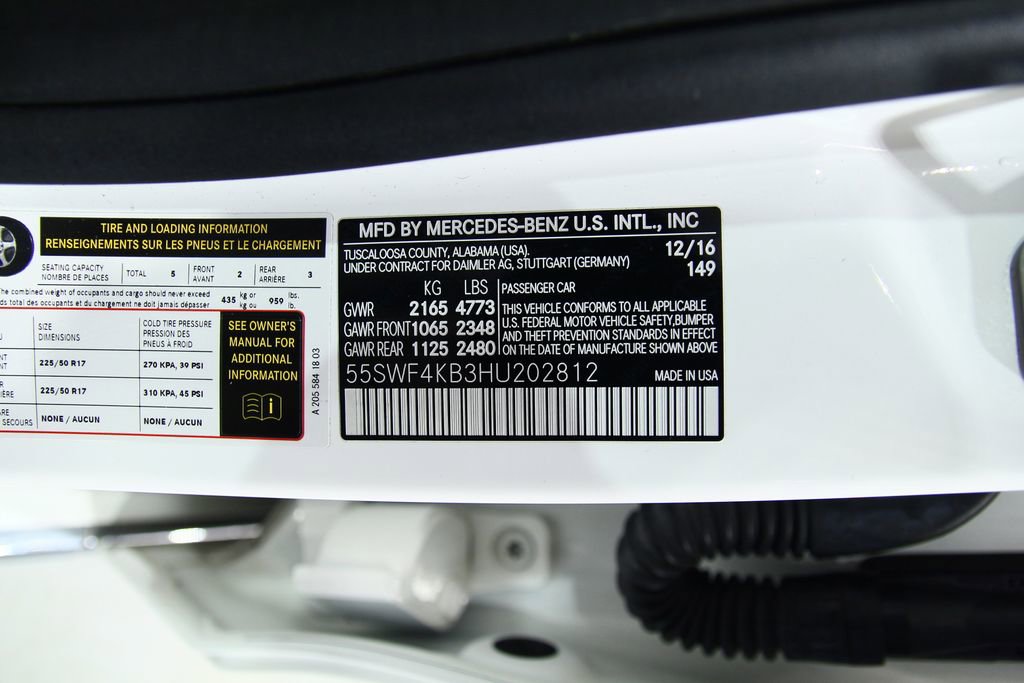 TIRE AND LOADING INFORMATION
RENSEIGNEMENTS SUR LES PNEUS ET LE CHARGEMENT
SEATING CAPACITY
NOMBRE DE PLACES
TOTAL 5
FRONT
AVANT 2
REAR
ARRIÈRE 3
The combined weight of occupants and cargo should never exceed
total des occupants et du chargement ne doit jamais dépasser
435 kg or
kg ou
959 lbs.
lb.
SIZE
DIMENSIONS
COLD TIRE PRESSURE
PRESSION DES
PNEUS À FROID
225/50 R17
270 KPA, 39 PSI
225/50 R17
310 KPA, 45 PSI
SECOURS
NONE / AUCUN
NONE / AUCUN
SEE OWNER'S
MANUAL FOR
ADDITIONAL
INFORMATION
i
A 205 584 18 03
MFD BY MERCEDES-BENZ U.S. INTL., INC
TUSCALOOSA COUNTY, ALABAMA (USA).
UNDER CONTRACT FOR DAIMLER AG, STUTTGART (GERMANY)
12/16
149
KG LBS
GVWR 2165 4773
GAWR FRONT 1065 2348
GAWR REAR 1125 2480
PASSENGER CAR
THIS VEHICLE CONFORMS TO ALL APPLICABLE
U.S. FEDERAL MOTOR VEHICLE SAFETY,BUMPER
AND THEFT PREVENTION STANDARDS IN EFFECT
ON THE DATE OF MANUFACTURE SHOWN ABOVE
55SWF4KB3HU202812
MADE IN USA